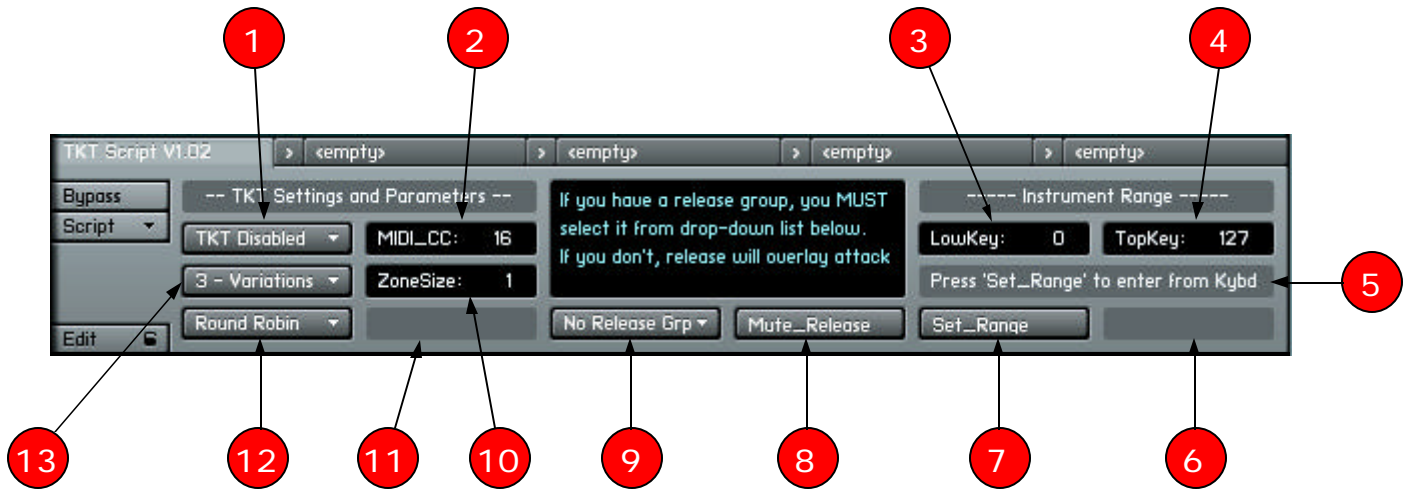 1 2 3 4
TKT Script V1.02 > <empty> > <empty> > <empty> > <empty>
Bypass
Script
Edit
-- TKT Settings and Parameters --
TKT Disabled MIDI_CC: 16
3 - Variations ZoneSize: 1
Round Robin
If you have a release group, you MUST
select it from drop-down list below.
If you don't, release will overlay attack
No Release Grp Mute_Release
------ Instrument Range -----
LowKey: 0 TopKey: 127
Press 'Set_Range' to enter from Kybd
Set_Range
5
13 12 11 10 9 8 7 6